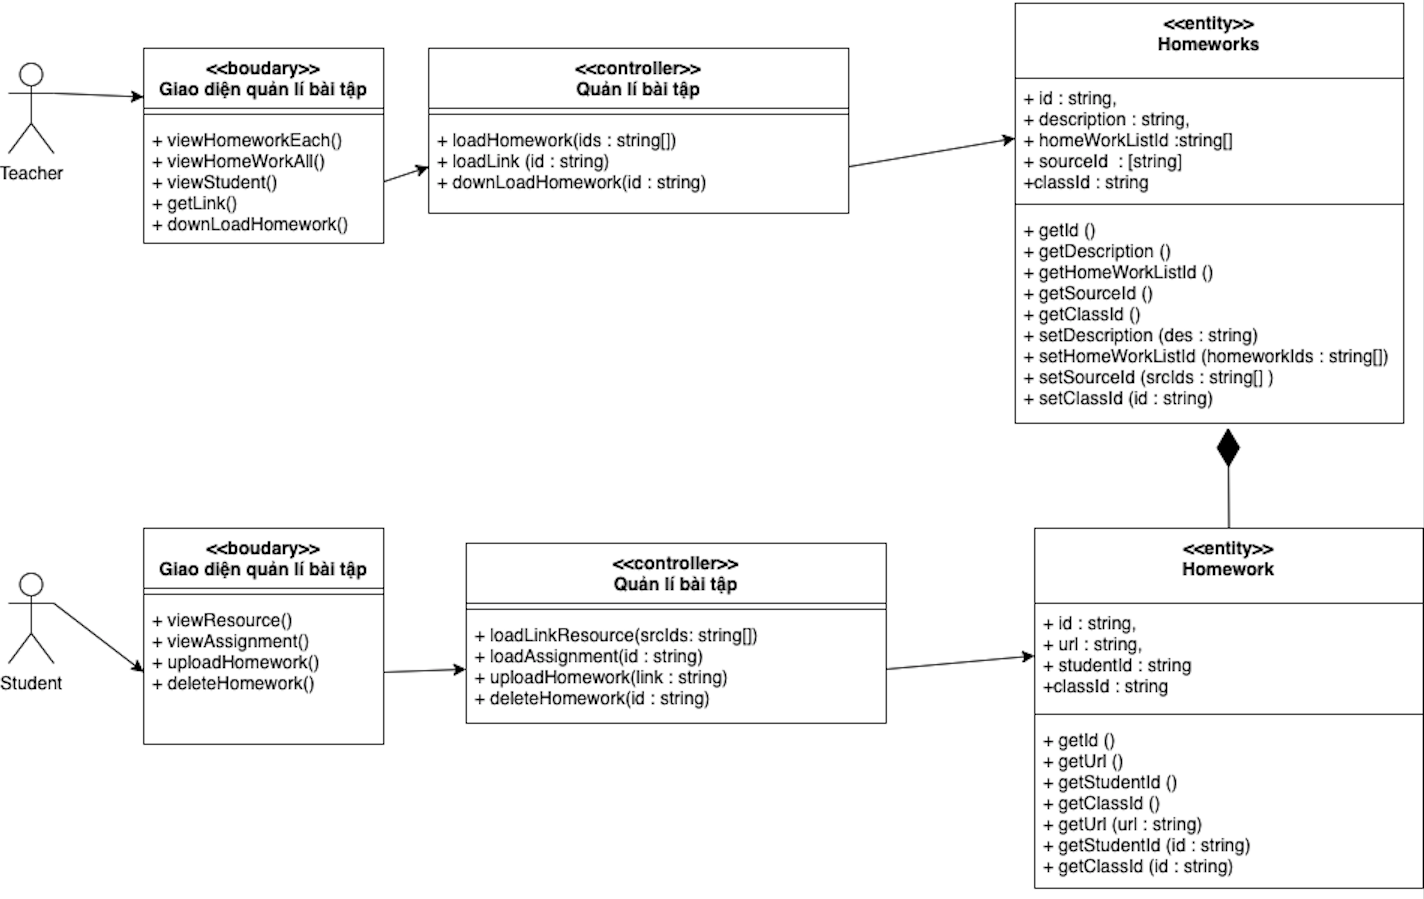 Teacher
<<boudary>>
Giao diện quản lí bài tập
+ viewHomeworkEach()
+ viewHomeWorkAll()
+ viewStudent()
+ getLink()
+ downLoadHomework()
<<controller>>
Quản lí bài tập
+ loadHomework(ids : string[])
+ loadLink (id : string)
+ downLoadHomework(id : string)
<<entity>>
Homeworks
+ id : string,
+ description : string,
+ homeWorkListId :string[]
+ sourceId : [string]
+classId : string
+ getId ()
+ getDescription ()
+ getHomeWorkListId ()
+ getSourceId ()
+ getClassId ()
+ setDescription (des : string)
+ setHomeWorkListId (homeworkIds : string[])
+ setSourceId (srcIds : string[] )
+ setClassId (id : string)
Student
<<boudary>>
Giao diện quản lí bài tập
+ viewResource()
+ viewAssignment()
+ uploadHomework()
+ deleteHomework()
<<controller>>
Quản lí bài tập
+ loadLinkResource(srcIds: string[])
+ loadAssignment(id : string)
+ uploadHomework(link : string)
+ deleteHomework(id : string)
<<entity>>
Homework
+ id : string,
+ url : string,
+ studentId : string
+classId : string
+ getId ()
+ getUrl ()
+ getStudentId ()
+ getClassId ()
+ getUrl (url : string)
+ getStudentId (id : string)
+ getClassId (id : string)